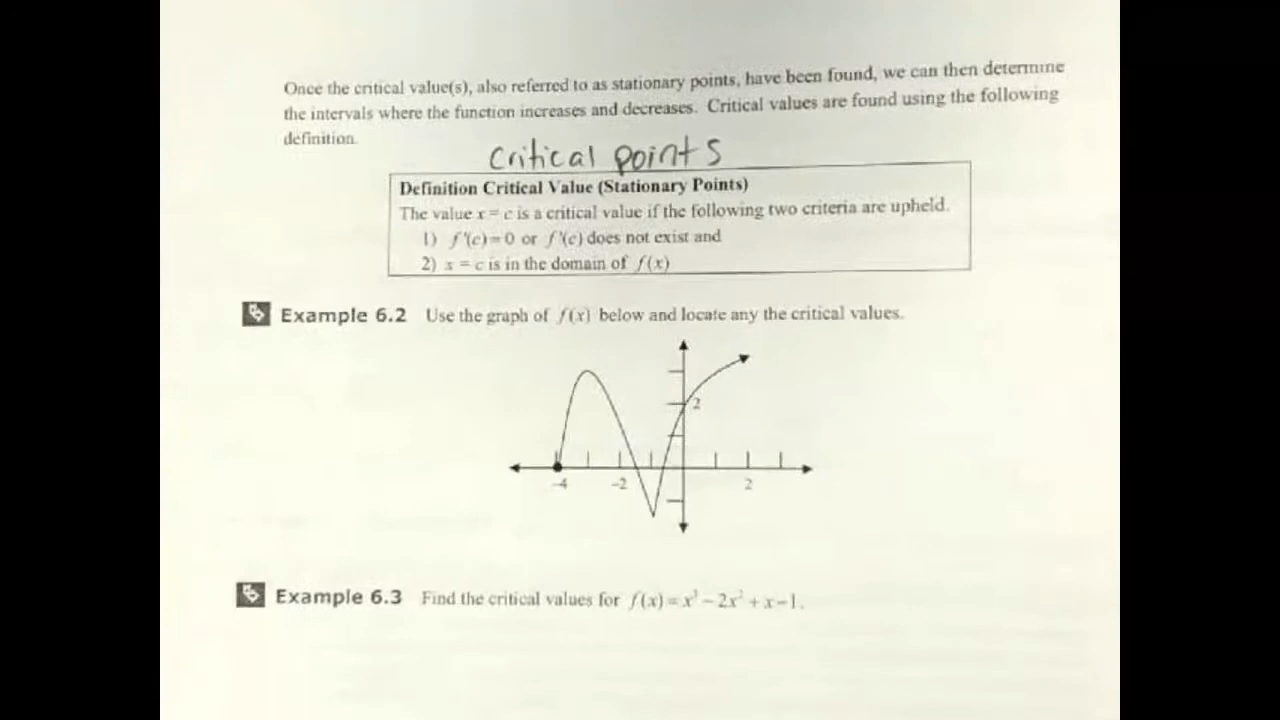 Once the critical value(s), also referred to as stationary points, have been found, we can then determine
the intervals where the function increases and decreases. Critical values are found using the following
definition.
critical points
Definition Critical Value (Stationary Points)
The value x = c is a critical value if the following two criteria are upheld.
1) f'(c) = 0 or f'(c) does not exist and
2) x = c is in the domain of f(x)
Example 6.2 Use the graph of f(x) below and locate any the critical values.
2
-4 -2 2
Example 6.3 Find the critical values for f(x) = x³ - 2x² + x - 1.